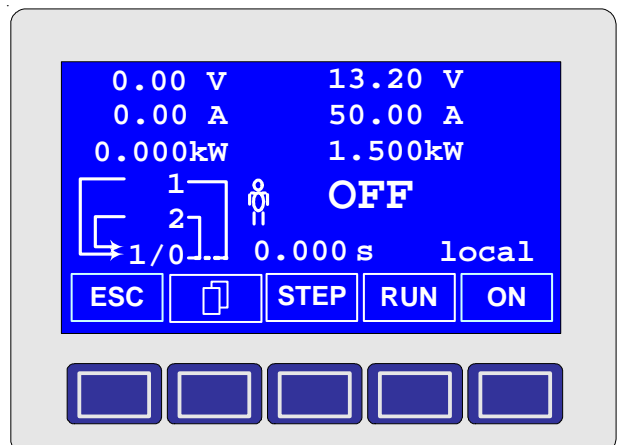 0.00 V 13.20 V
0.00 A 50.00 A
0.000kW 1.500kW
1 OFF
2
1/0 0.000 s local
ESC STEP RUN ON